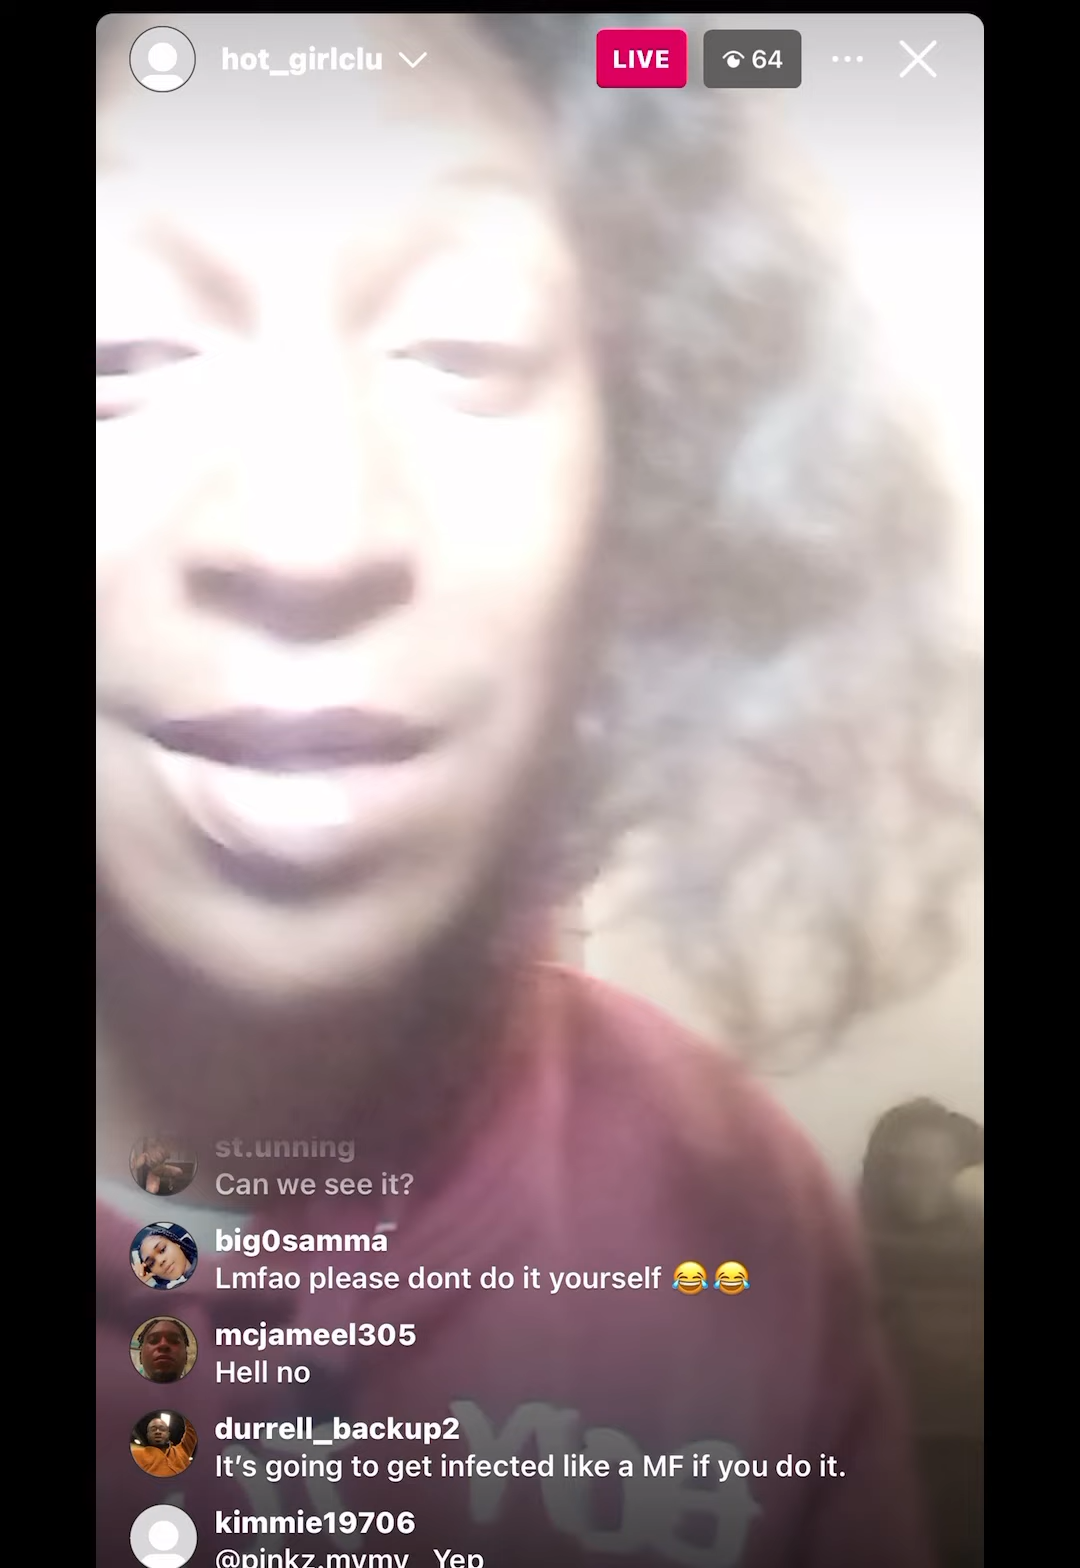 hot_girlclu
LIVE
64
st.unning
Can we see it?
big0samma
Lmfao please dont do it yourself 😂😂
mcjameel305
Hell no
durrell_backup2
It’s going to get infected like a MF if you do it.
kimmie19706
@pinkz.mymy Yep